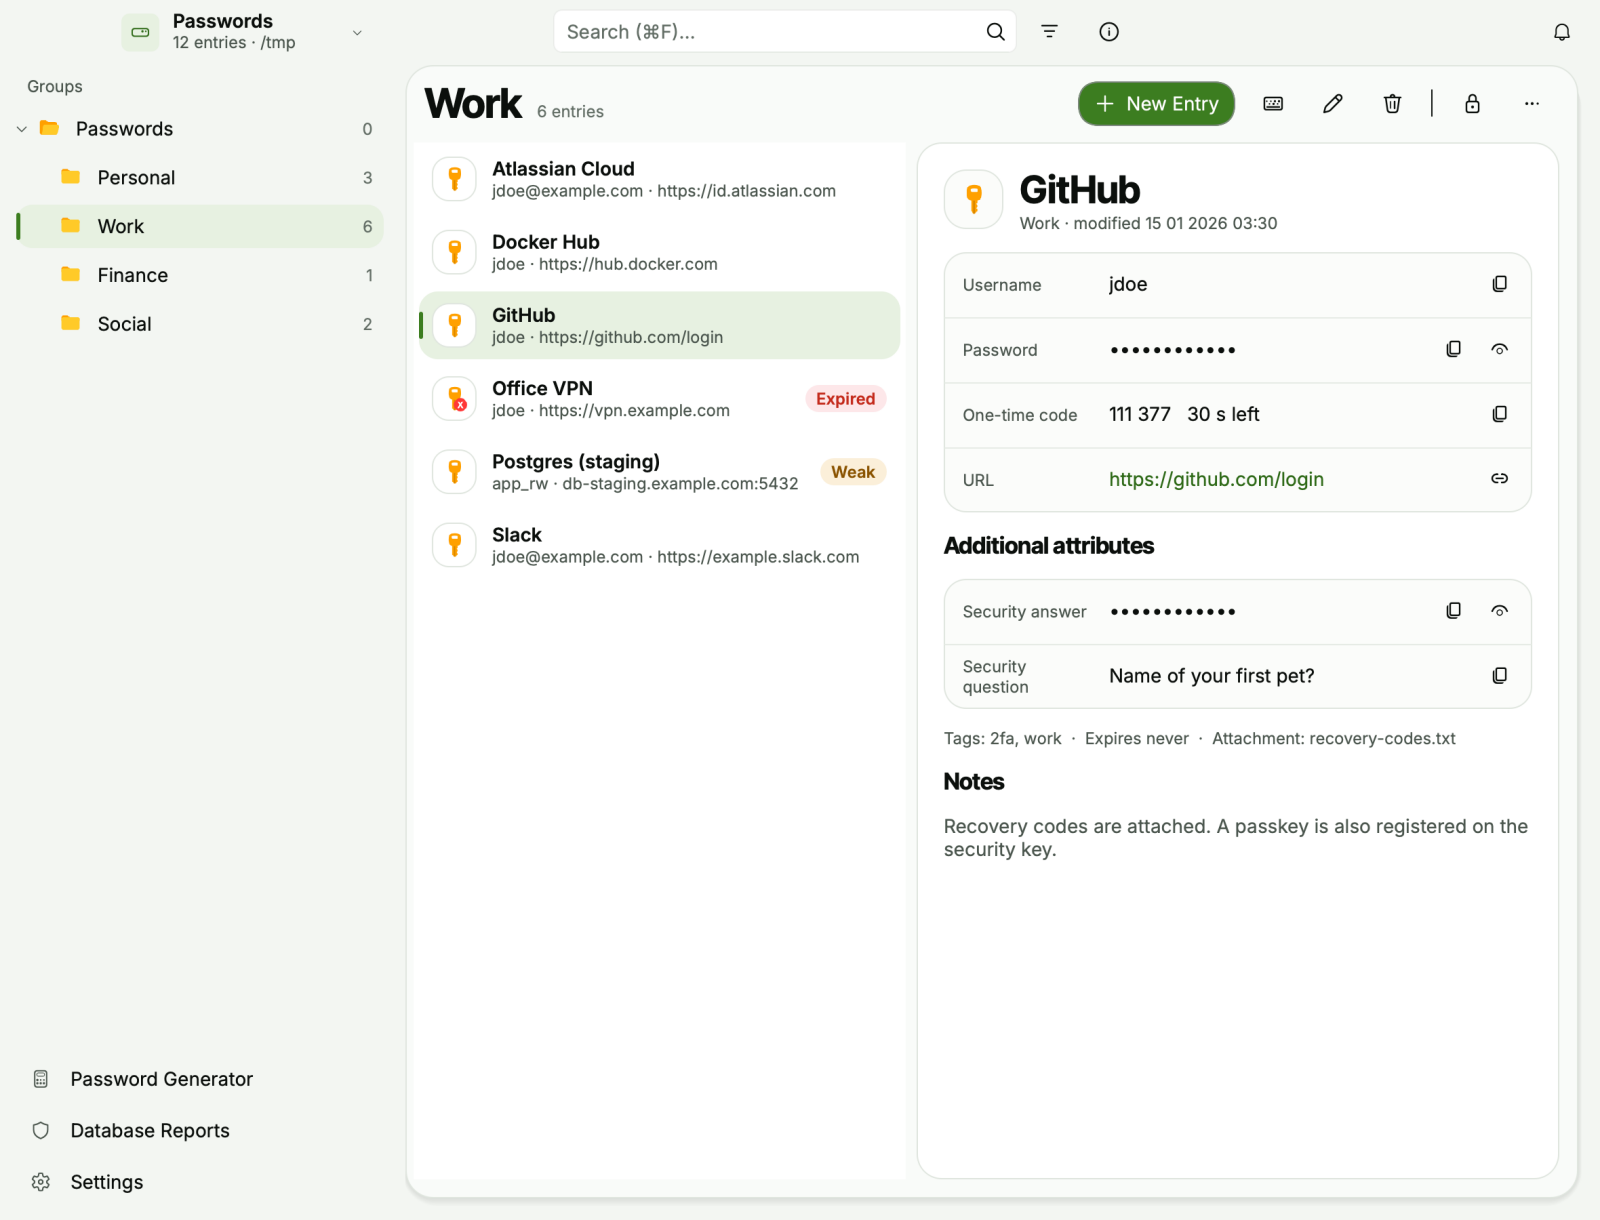 Passwords
12 entries · /tmp
Search (⌘F)...
Groups
Passwords 0
Personal 3
Work 6
Finance 1
Social 2
Password Generator
Database Reports
Settings
Work 6 entries
New Entry
Atlassian Cloud
jdoe@example.com · https://id.atlassian.com
Docker Hub
jdoe · https://hub.docker.com
GitHub
jdoe · https://github.com/login
Office VPN
jdoe · https://vpn.example.com
Expired
Postgres (staging)
app_rw · db-staging.example.com:5432
Weak
Slack
jdoe@example.com · https://example.slack.com
GitHub
Work · modified 15 01 2026 03:30
Username jdoe
Password ••••••••••••
One-time code 111 377 30 s left
URL https://github.com/login
Additional attributes
Security answer ••••••••••••
Security
question
Name of your first pet?
Tags: 2fa, work · Expires never · Attachment: recovery-codes.txt
Notes
Recovery codes are attached. A passkey is also registered on the
security key.